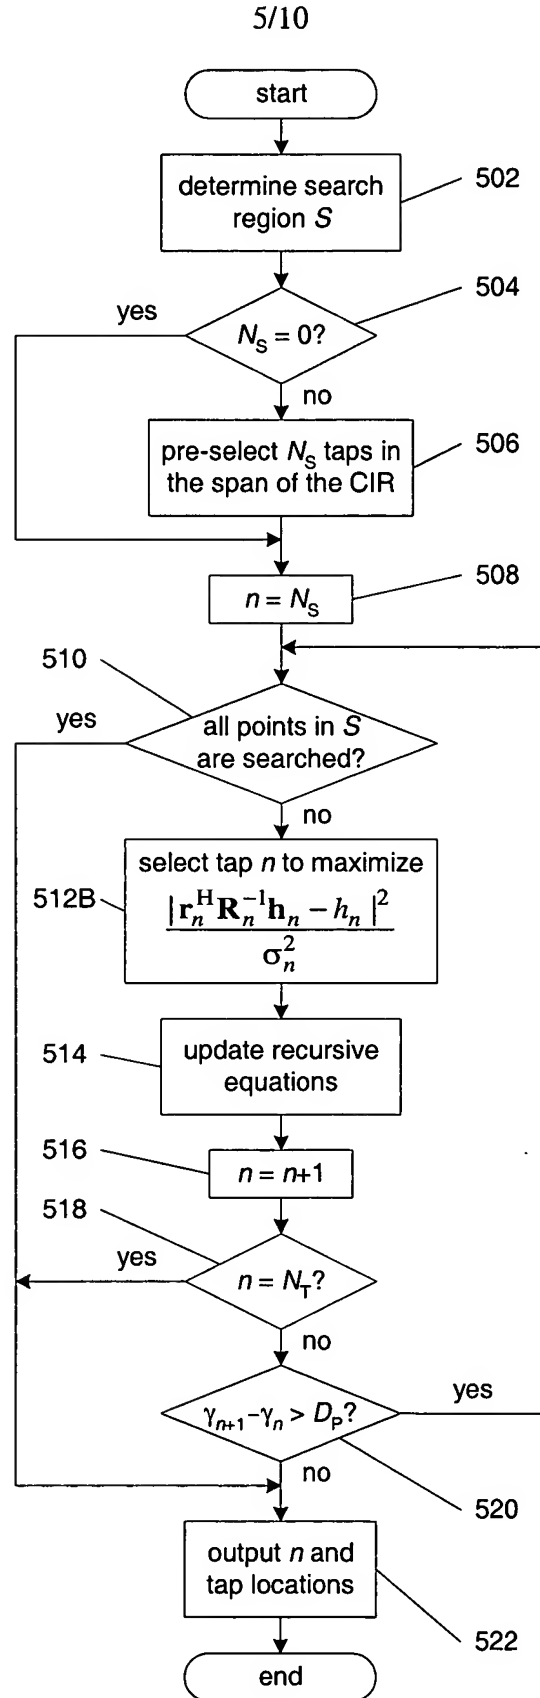 5/10
start
determine search
region S
502
504
yes
N_S = 0?
no
pre-select N_S taps in
the span of the CIR
506
508
n = N_S
510
yes
all points in S
are searched?
no
select tap n to maximize
|r_n^H R_n^{-1} h_n − h_n|^2
σ_n^2
512B
514
update recursive
equations
516
n = n+1
518
yes
n = N_T?
no
γ_{n+1}−γ_n > D_P?
yes
no
520
output n and
tap locations
522
end